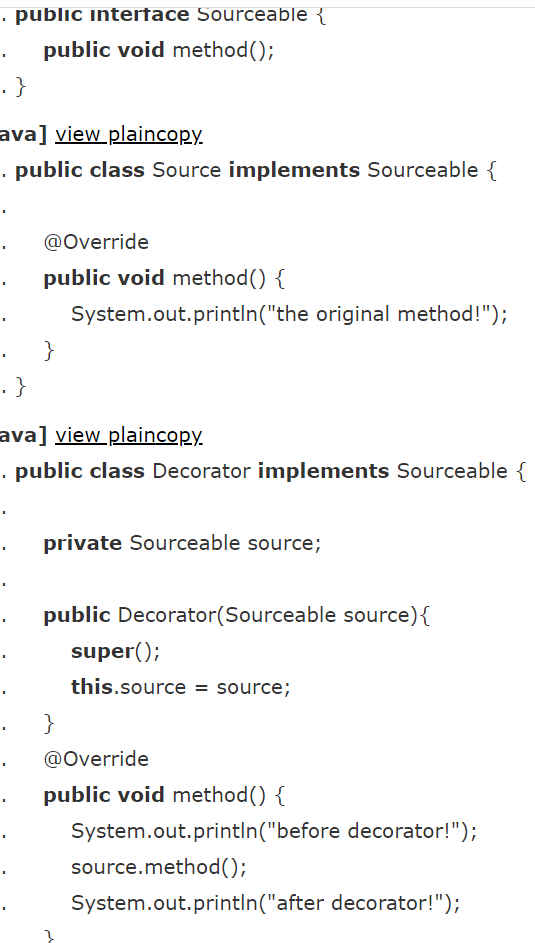 . public interface Sourceable {
.     public void method();
. }
ava] view plaincopy
. public class Source implements Sourceable {
.
.     @Override
.     public void method() {
.         System.out.println("the original method!");
.     }
. }
ava] view plaincopy
. public class Decorator implements Sourceable {
.
.     private Sourceable source;
.
.     public Decorator(Sourceable source){
.         super();
.         this.source = source;
.     }
.     @Override
.     public void method() {
.         System.out.println("before decorator!");
.         source.method();
.         System.out.println("after decorator!");
.     }